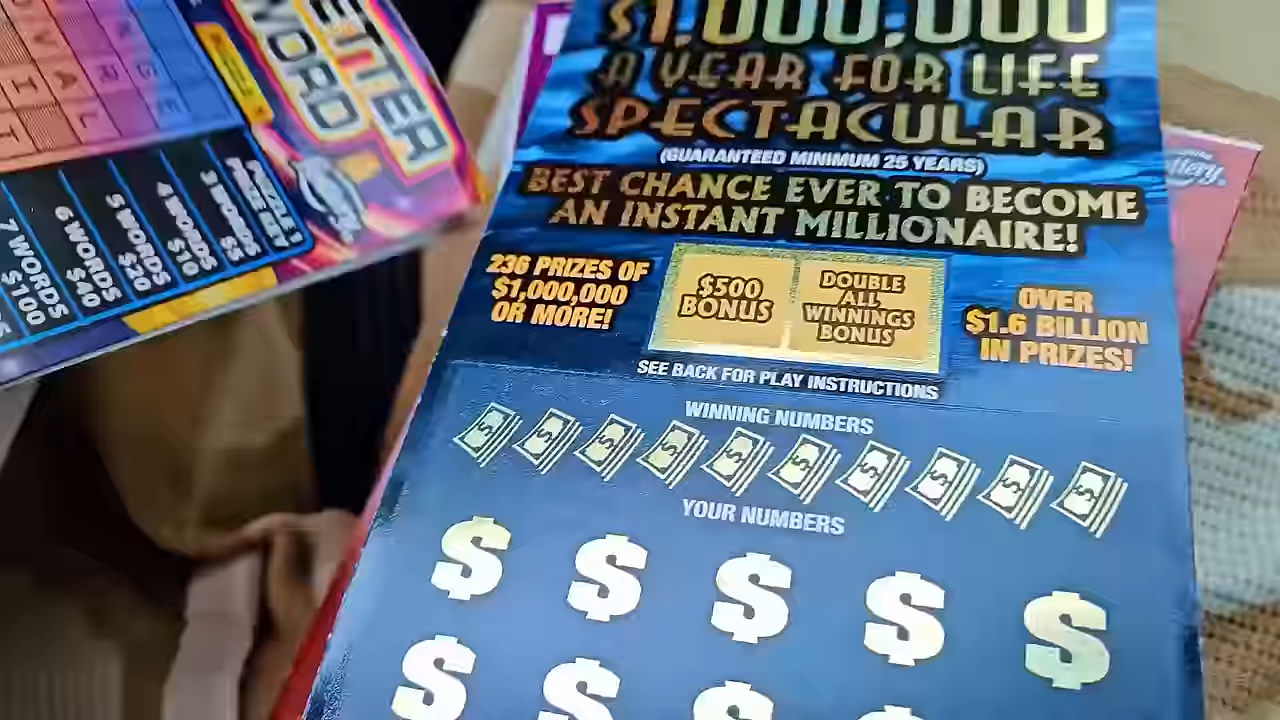 $1,000,000
A YEAR FOR LIFE
SPECTACULAR
(GUARANTEED MINIMUM 25 YEARS)
BEST CHANCE EVER TO BECOME
AN INSTANT MILLIONAIRE!
236 PRIZES OF
$1,000,000
OR MORE!
$500
BONUS
DOUBLE
ALL
WINNINGS
BONUS
OVER
$1.6 BILLION
IN PRIZES!
SEE BACK FOR PLAY INSTRUCTIONS
WINNING NUMBERS
YOUR NUMBERS
WORD
3 WORDS
$5
4 WORDS
$10
5 WORDS
$20
6 WORDS
$40
7 WORDS
$100